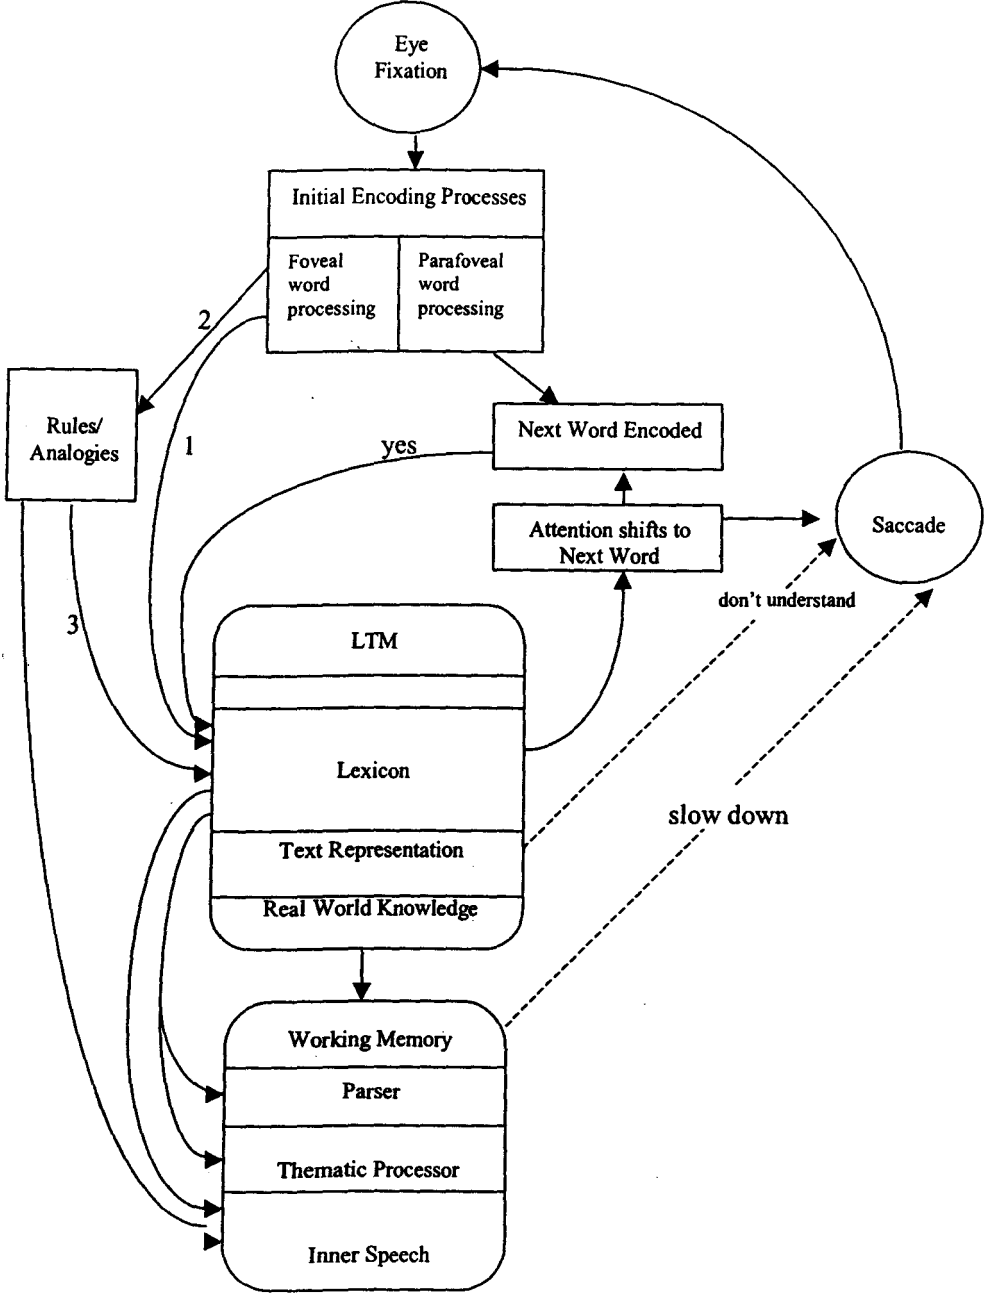 Eye
Fixation
Initial Encoding Processes
Foveal
word
processing
Parafoveal
word
processing
2
Rules/
Analogies
1
yes
Next Word Encoded
Attention shifts to
Next Word
Saccade
don't understand
3
LTM
Lexicon
slow down
Text Representation
Real World Knowledge
Working Memory
Parser
Thematic Processor
Inner Speech